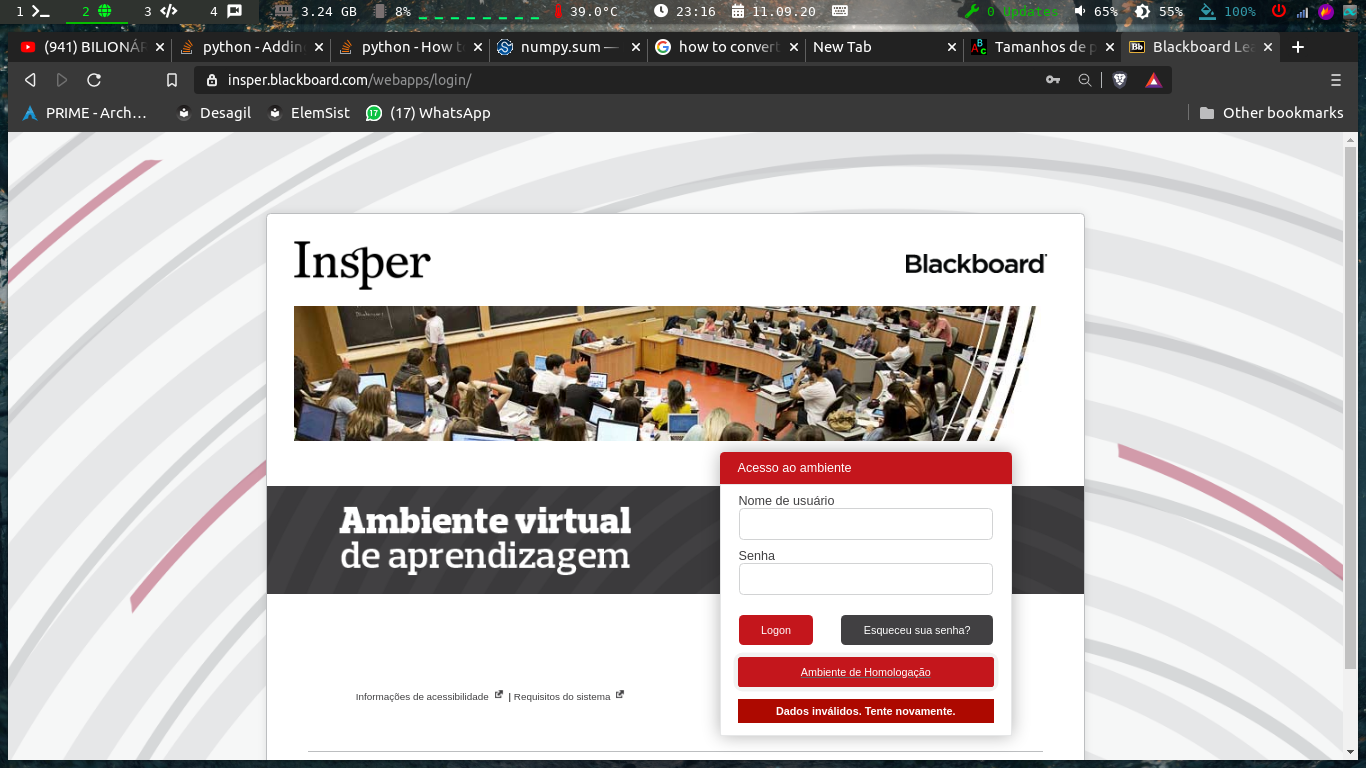 1 2 3 4 3.24 GB 8% 39.0°C 23:16 11.09.20 0 Updates 65% 55% 100%
(941) BILIONÁR python - Adding python - How to numpy.sum — how to convert New Tab Tamanhos de p Blackboard Lea
insper.blackboard.com/webapps/login/
PRIME - Arch… Desagil ElemSist 17 (17) WhatsApp Other bookmarks
Insper Blackboard
Acesso ao ambiente
Nome de usuário
Ambiente virtual
de aprendizagem
Senha
Logon Esqueceu sua senha?
Ambiente de Homologação
Informações de acessibilidade | Requisitos do sistema
Dados inválidos. Tente novamente.